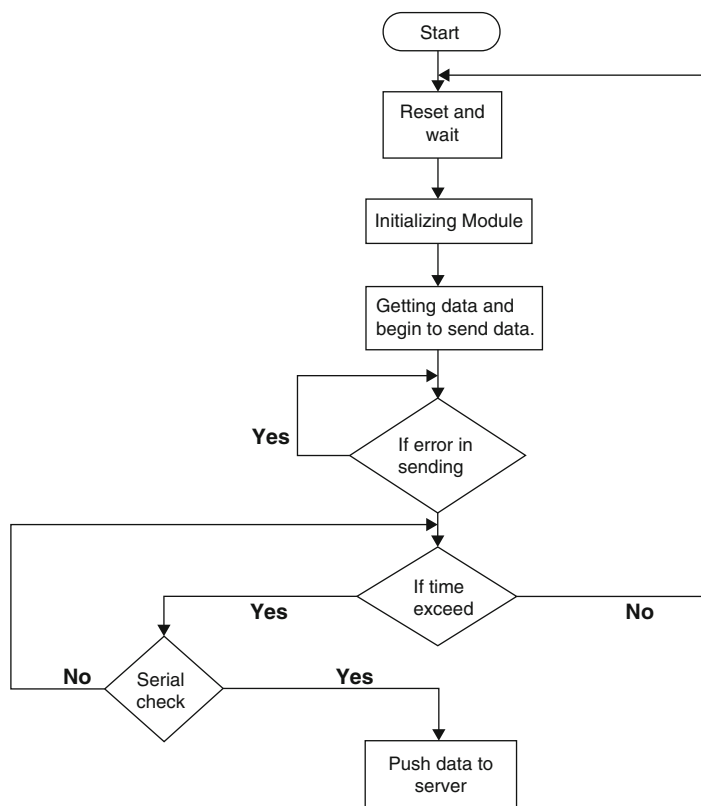 Start
Reset and
wait
Initializing Module
Getting data and
begin to send data.
Yes
If error in
sending
If time
exceed
Yes
No
No
Serial
check
Yes
Push data to
server